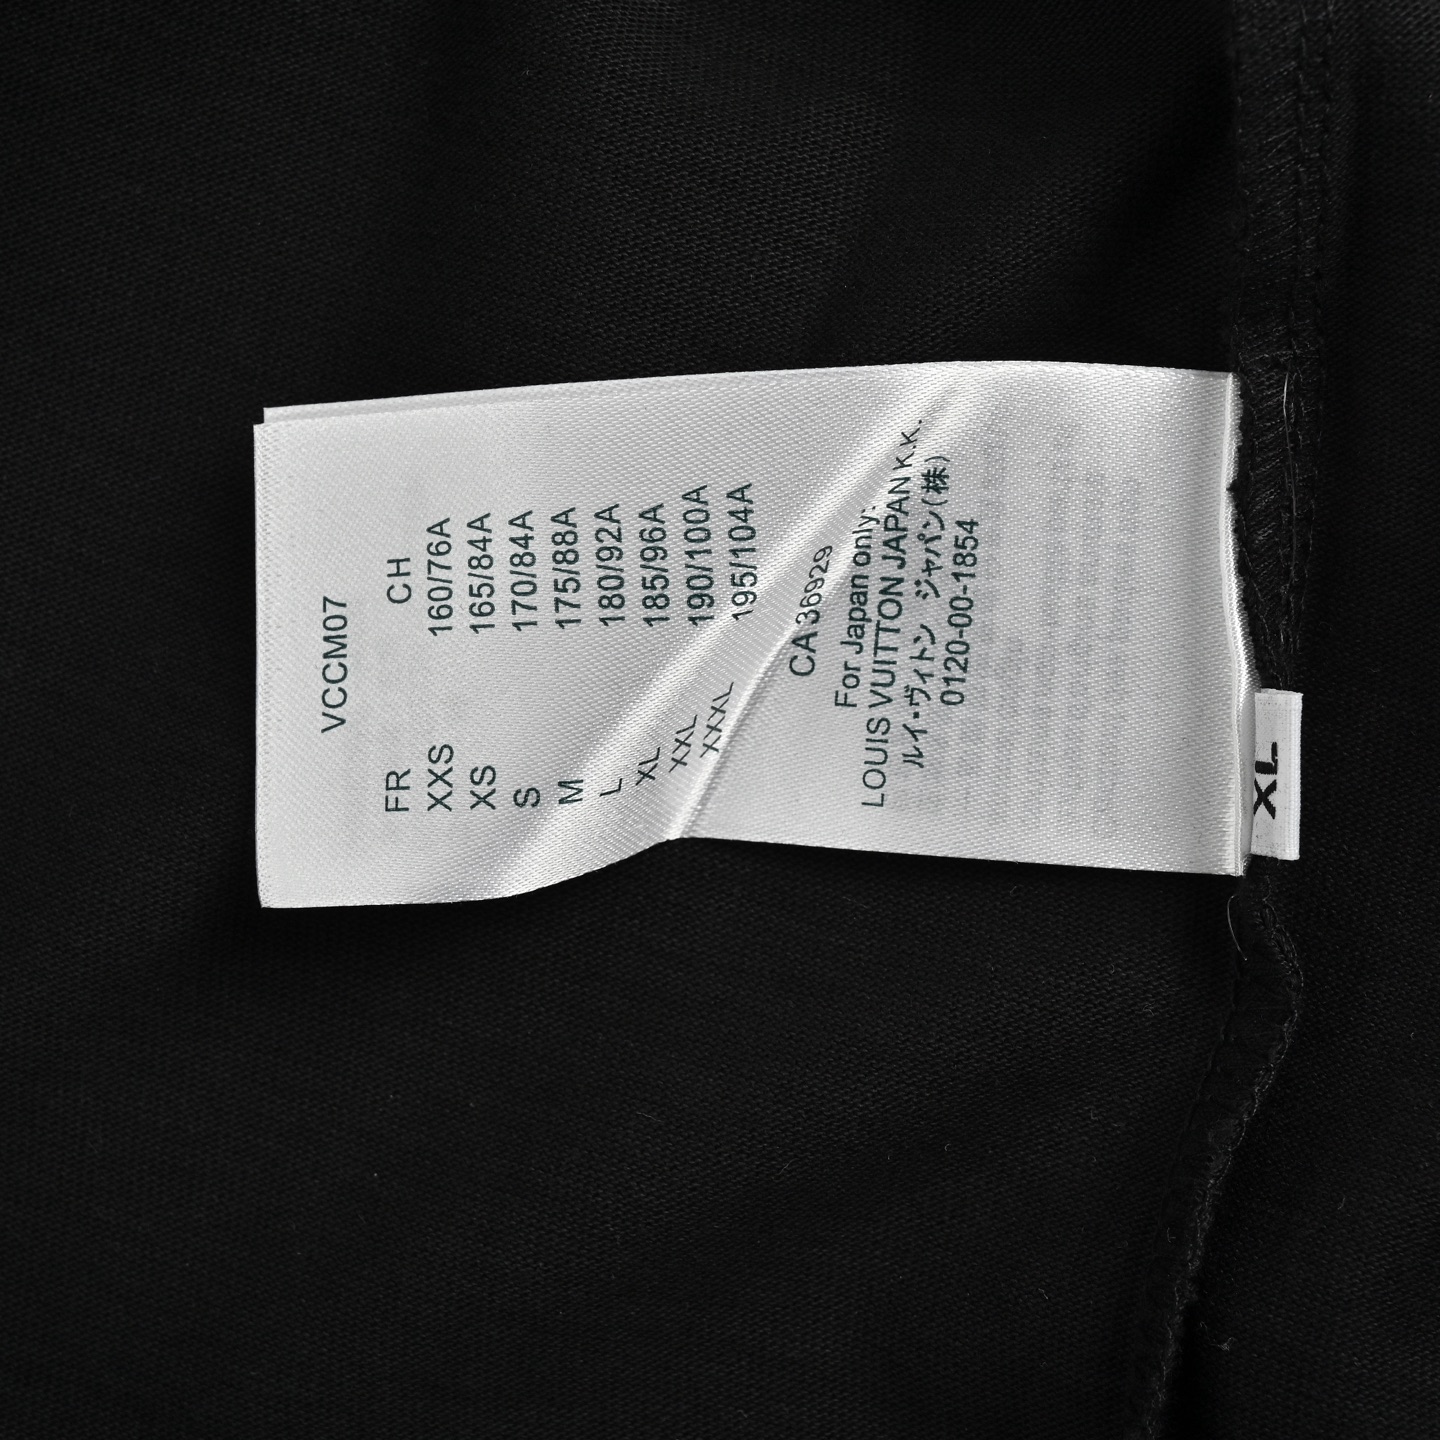 VCCM07
FR CH
XXS 160/76A
XS 165/84A
S 170/84A
M 175/88A
L 180/92A
XL 185/96A
XXL 190/100A
XXXL 195/104A
CA 36929
For Japan only:
LOUIS VUITTON JAPAN K.K.
ルイ・ヴィトン ジャパン(株)
0120-00-1854
XL